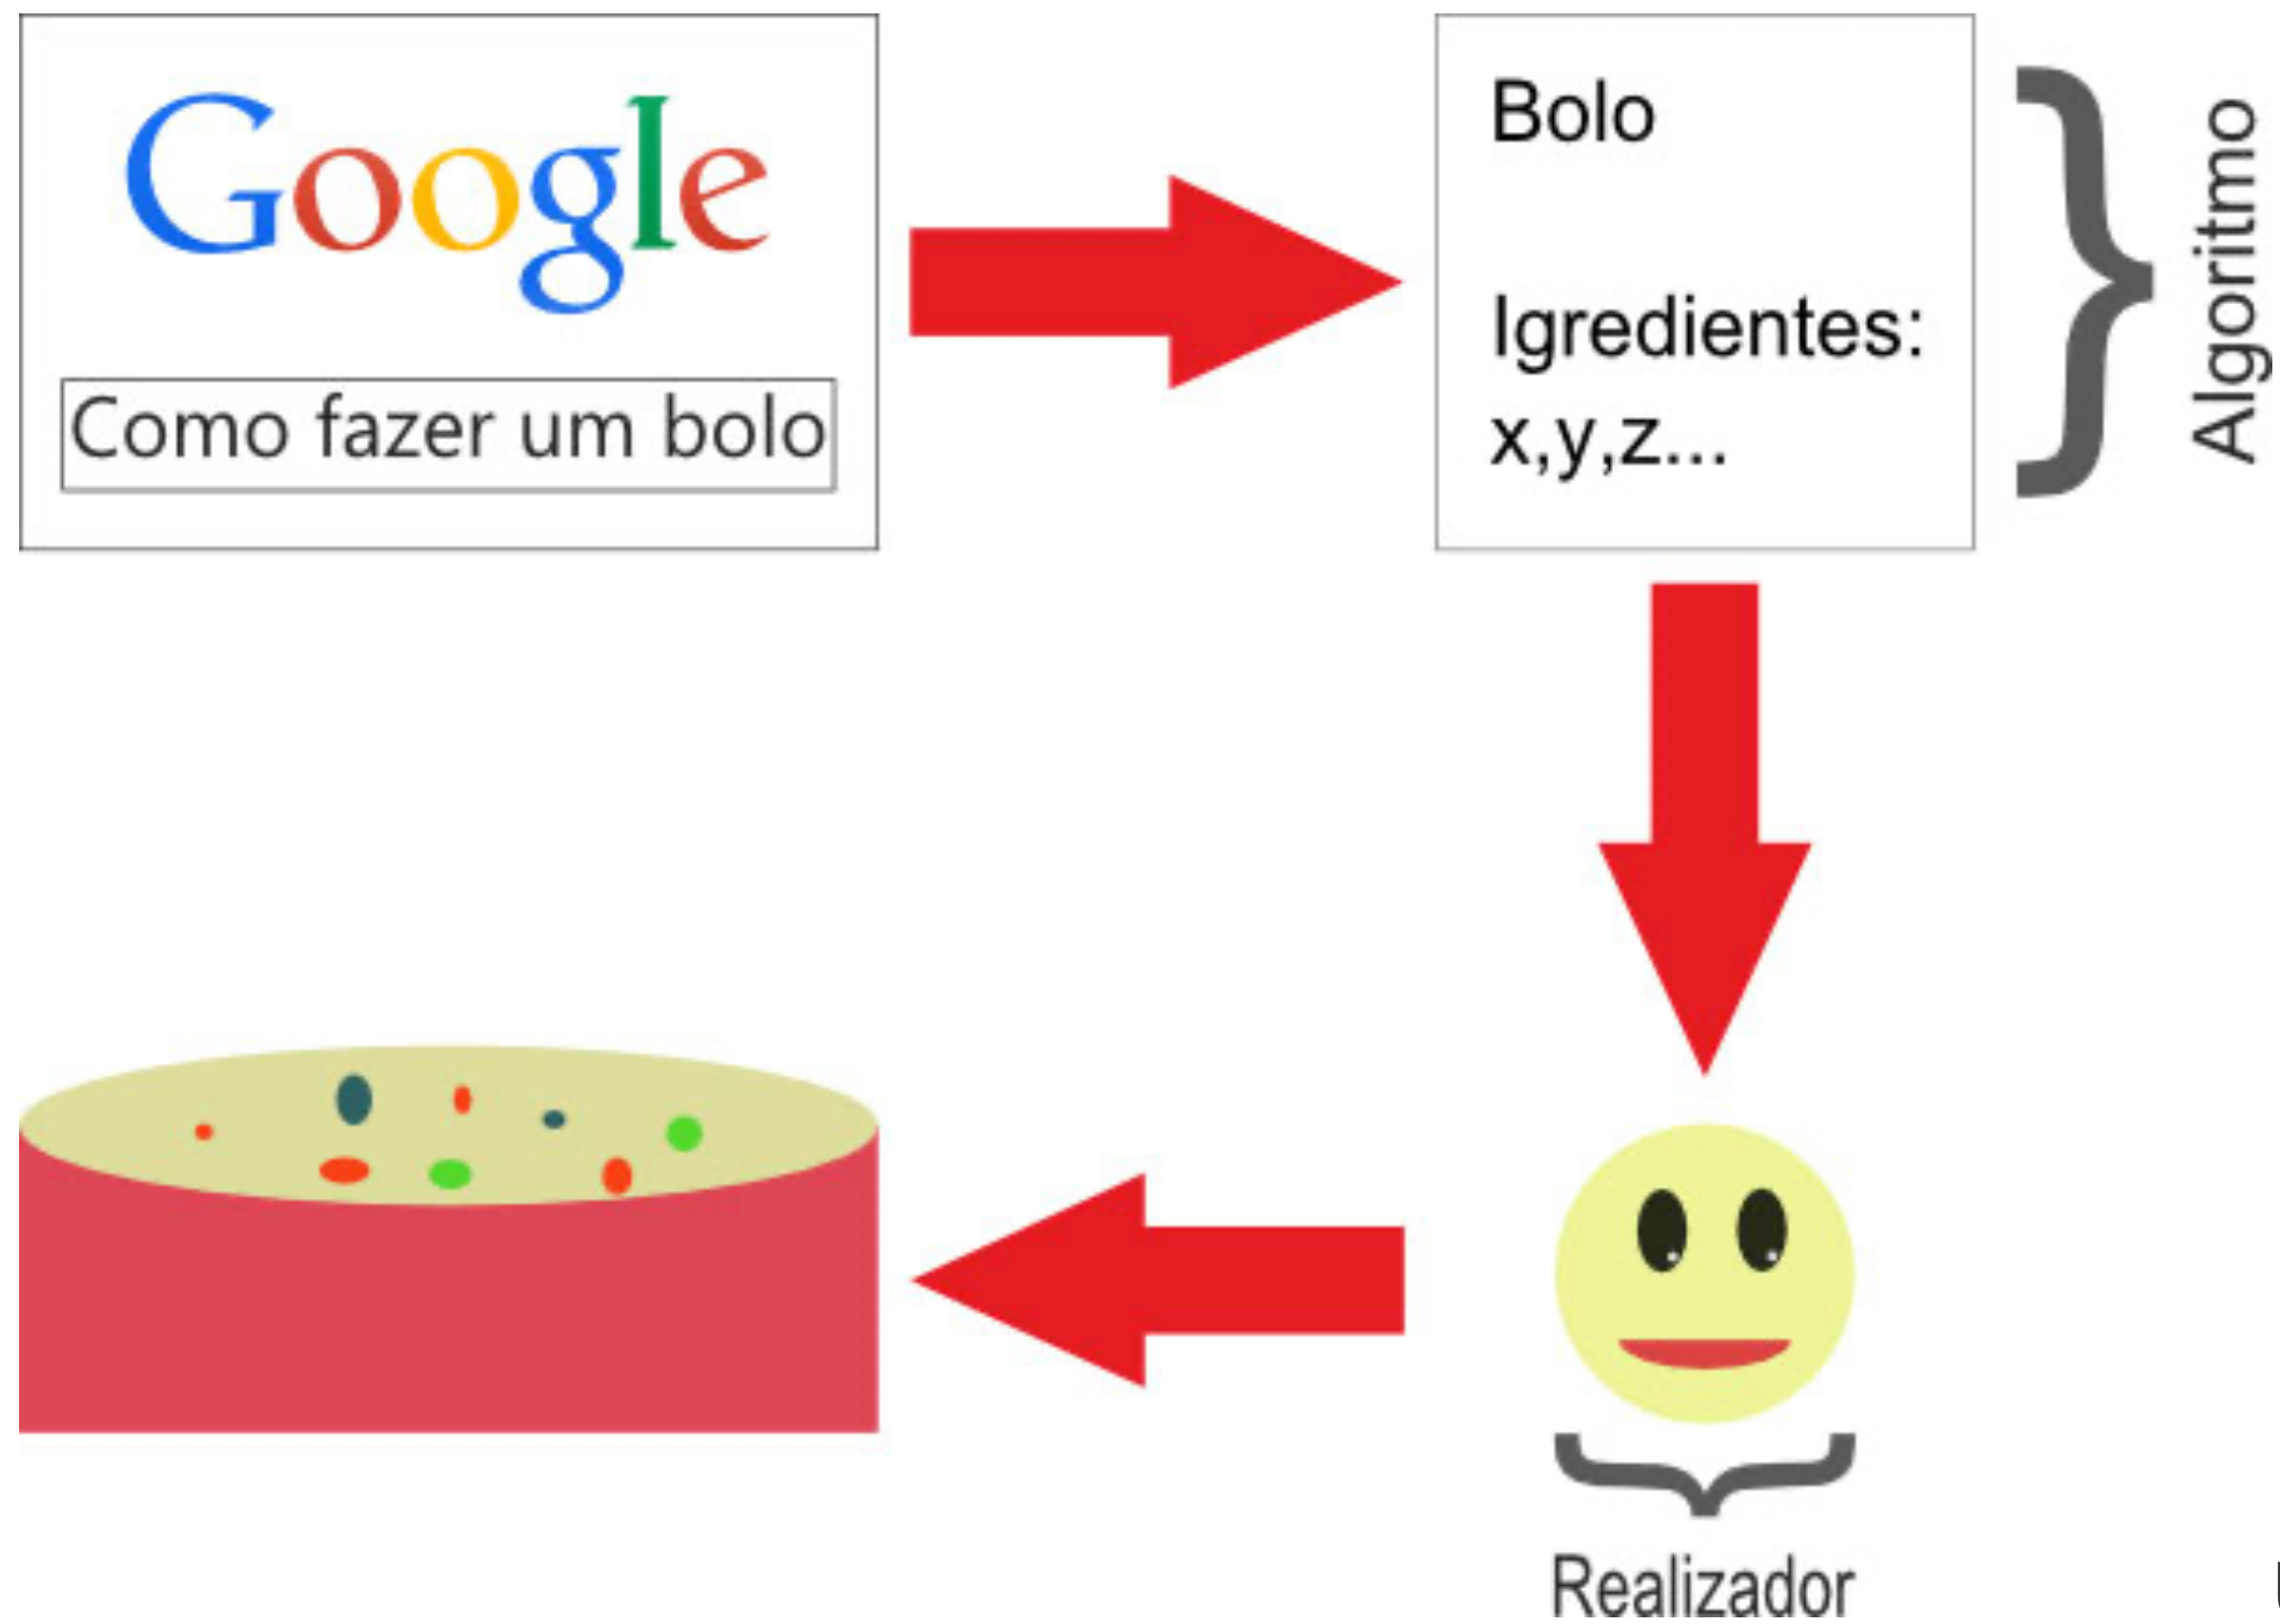 Google
Como fazer um bolo
Bolo
Igredientes:
x,y,z...
Algoritmo
Realizador